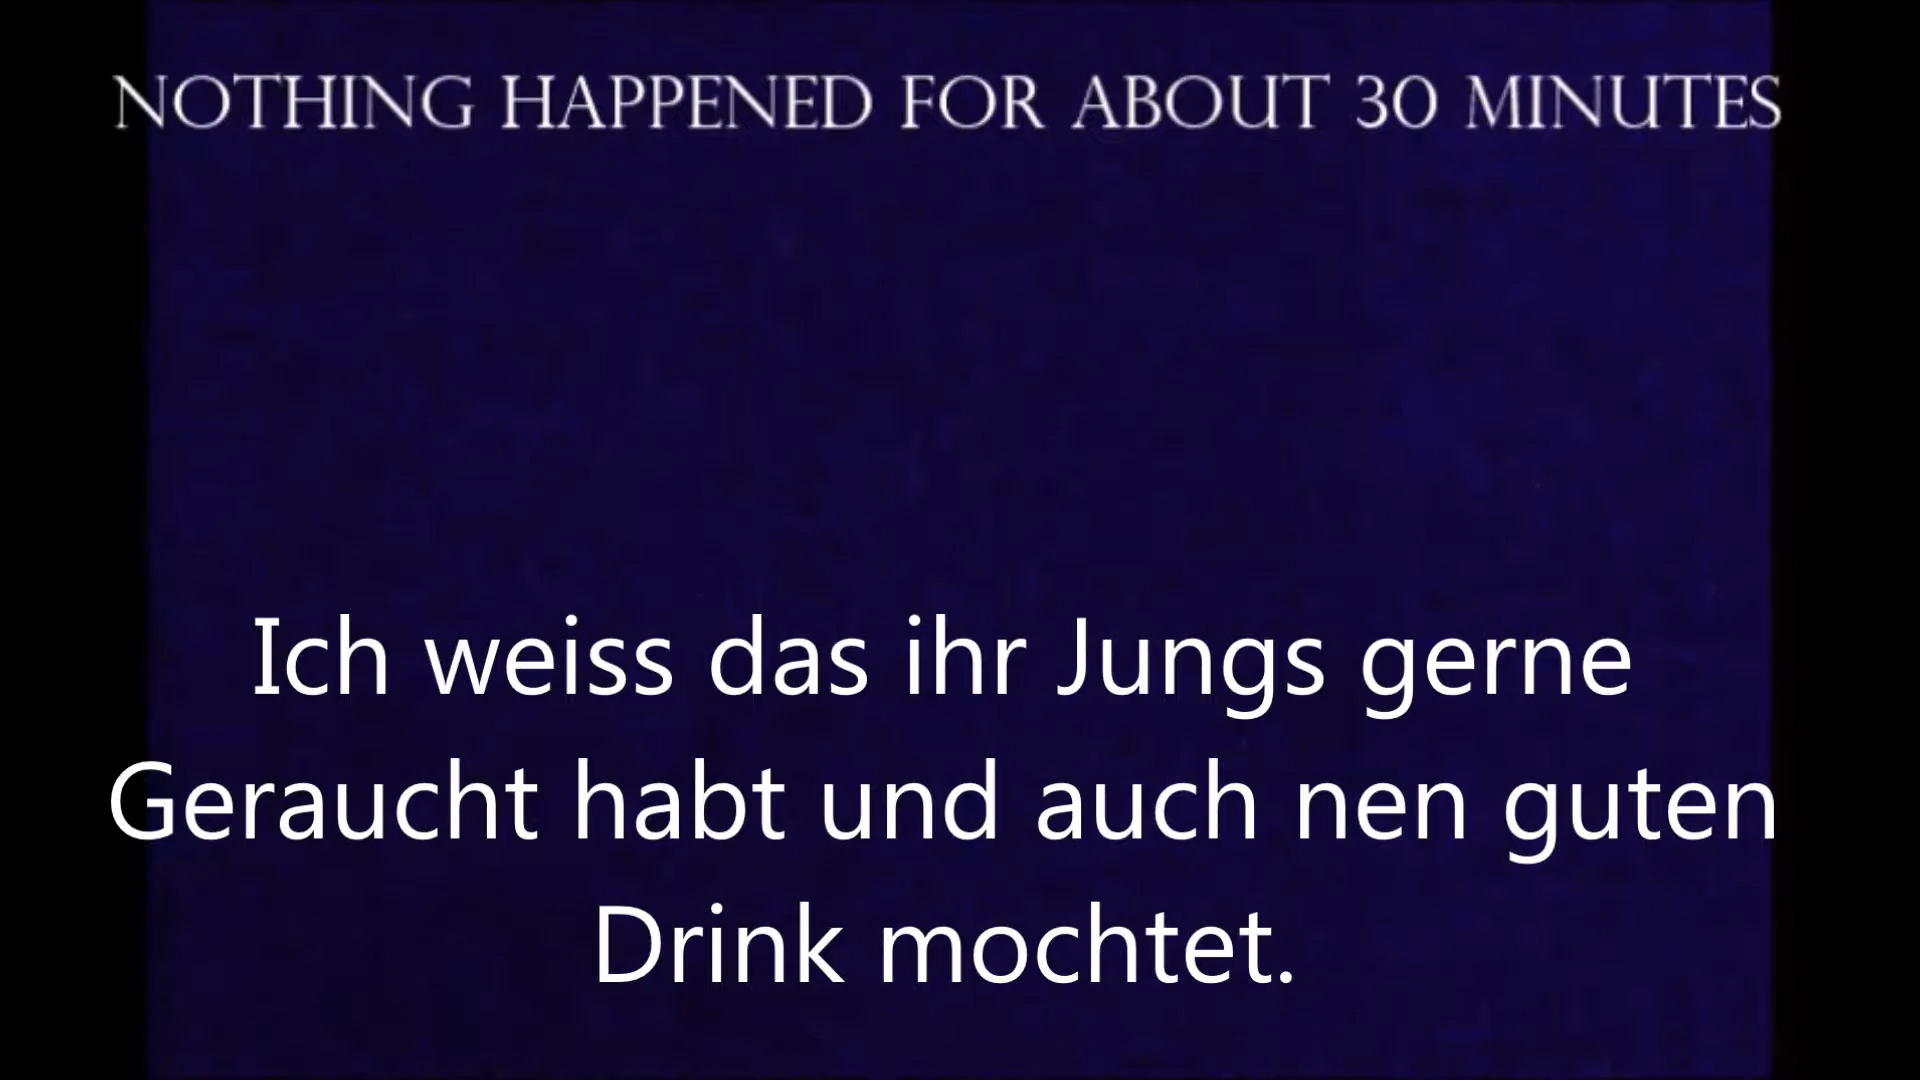 NOTHING HAPPENED FOR ABOUT 30 MINUTES
Ich weiss das ihr Jungs gerne
Geraucht habt und auch nen guten
Drink mochtet.